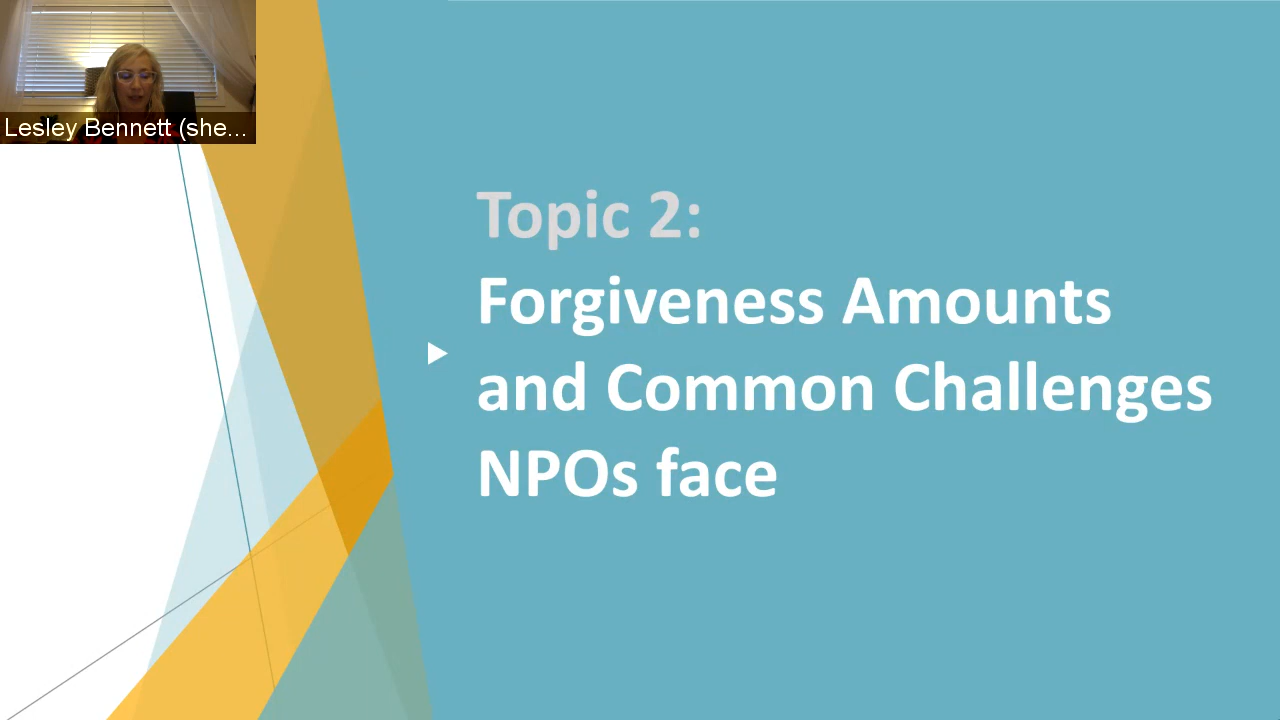 Lesley Bennett (she...
Topic 2:
Forgiveness Amounts
and Common Challenges
NPOs face